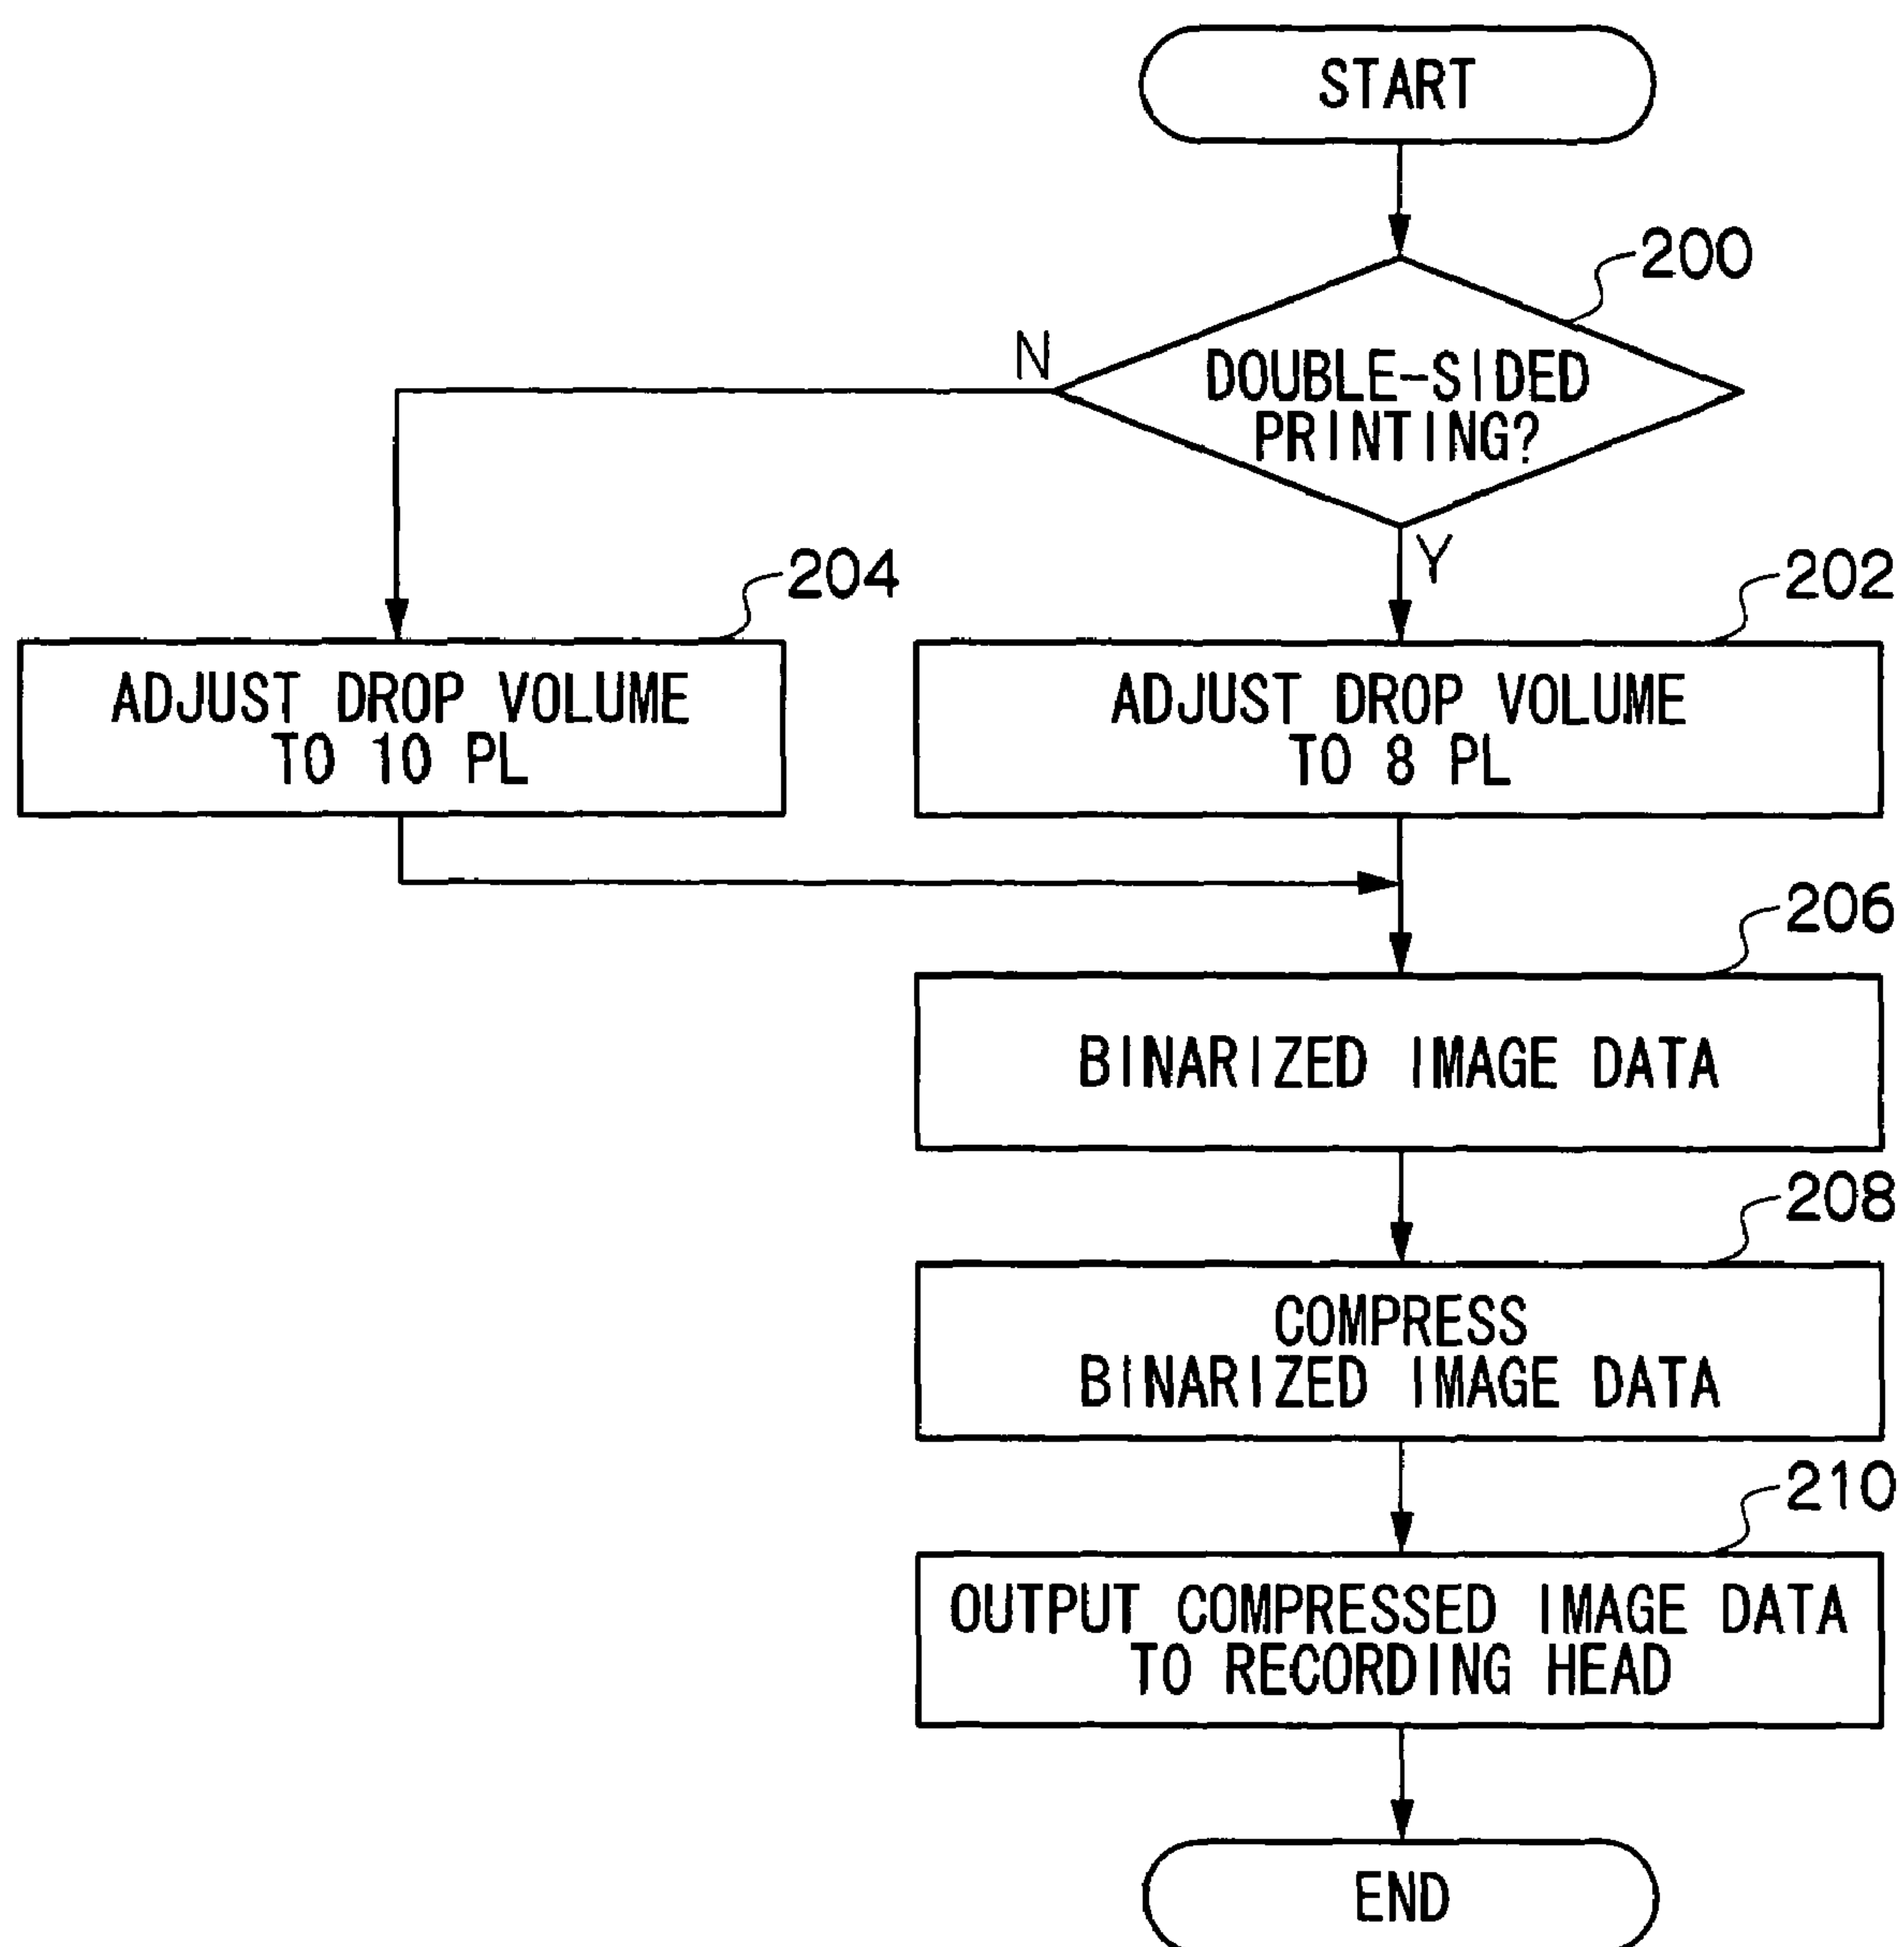 START
200
N
DOUBLE-SIDED
PRINTING?
Y
204
202
ADJUST DROP VOLUME
TO 10 PL
ADJUST DROP VOLUME
TO 8 PL
206
BINARIZED IMAGE DATA
208
COMPRESS
BINARIZED IMAGE DATA
210
OUTPUT COMPRESSED IMAGE DATA
TO RECORDING HEAD
END